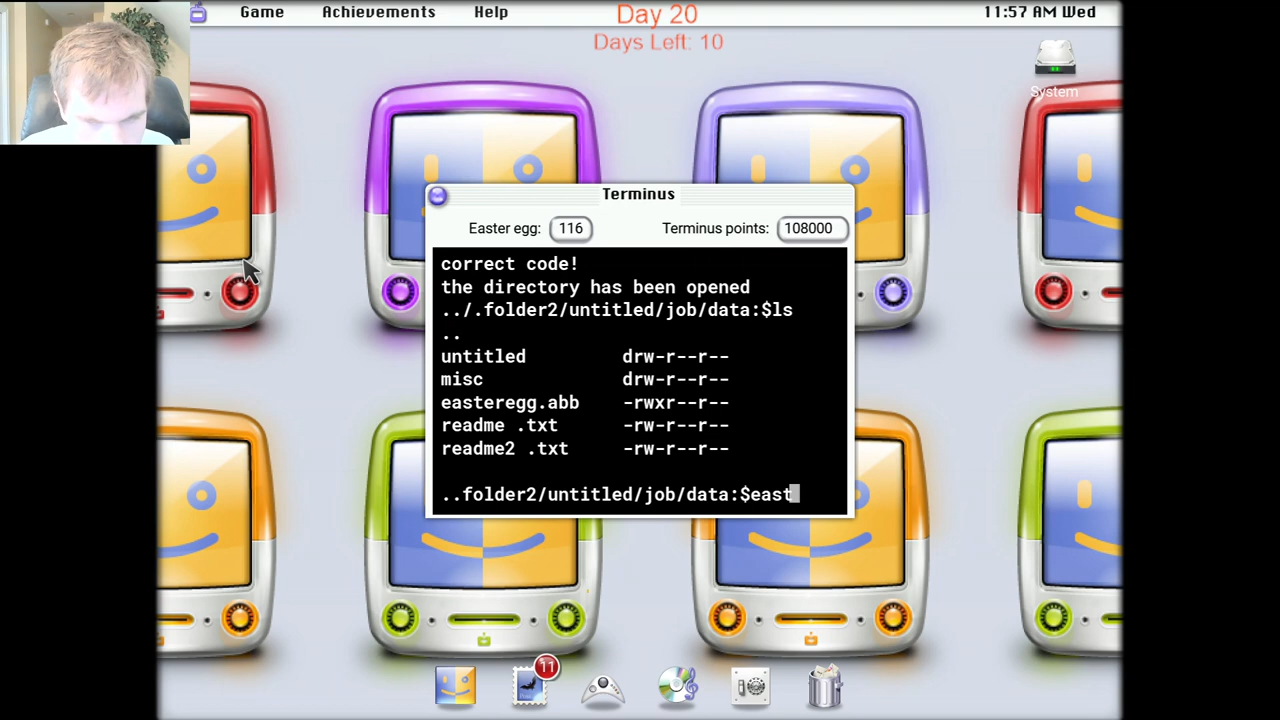 Game Achievements Help Day 20 11:57 AM Wed
Days Left: 10
System
Terminus
Easter egg: 116 Terminus points: 108000
correct code!
the directory has been opened
../.folder2/untitled/job/data:$ls
..
untitled drw-r--r--
misc drw-r--r--
easteregg.abb -rwxr--r--
readme .txt -rw-r--r--
readme2 .txt -rw-r--r--
..folder2/untitled/job/data:$east
11